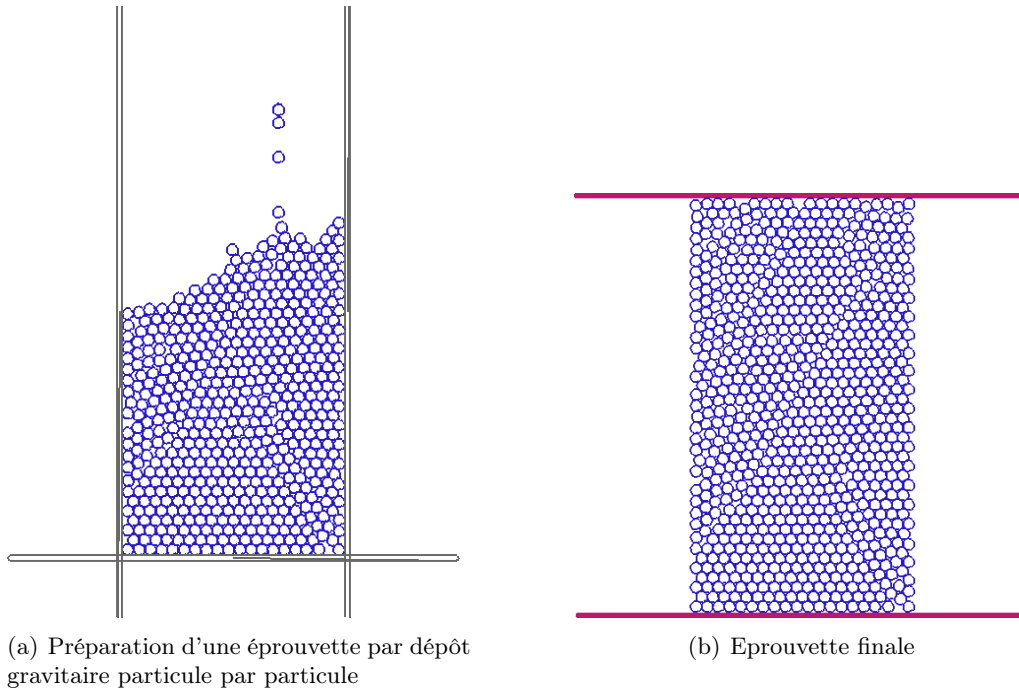 (a) Préparation d'une éprouvette par dépôt
gravitaire particule par particule
(b) Eprouvette finale